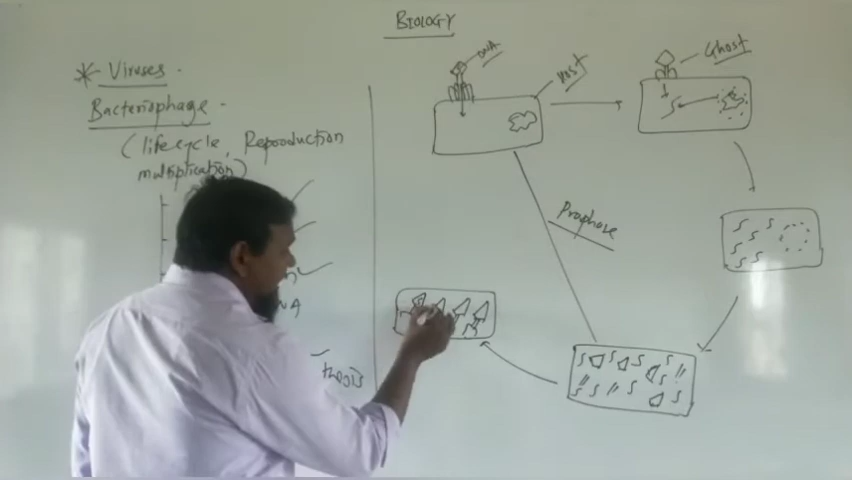 BIOLOGY
* Viruses.
Bacteriophage.
(lifecycle, Reproduction
multiplication)
DNA
Host
Ghost
Prophase